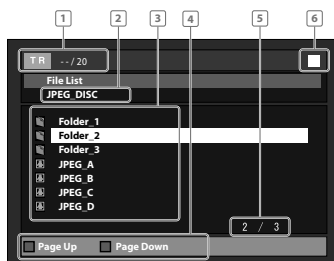 1 2 3 4 5 6
TR --/20
File List
JPEG_DISC
Folder_1
Folder_2
Folder_3
JPEG_A
JPEG_B
JPEG_C
JPEG_D
2 / 3
Page Up Page Down